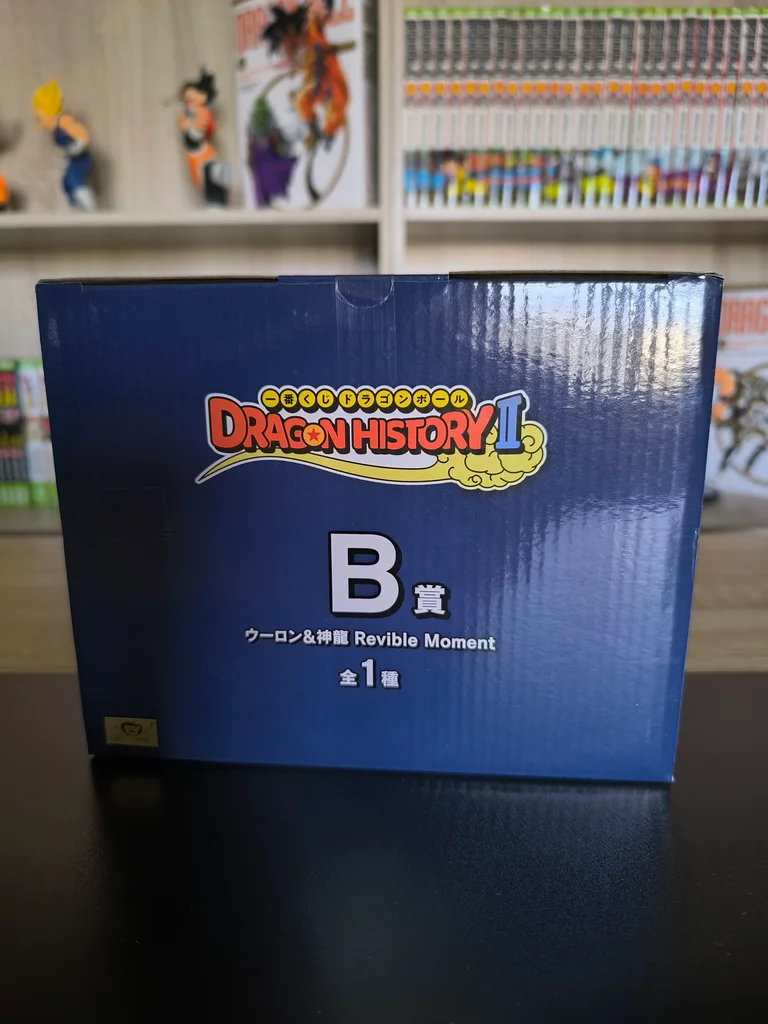 一番くじドラゴンボール
DRAGON HISTORY II
B賞
ウーロン&神龍 Revible Moment
全1種